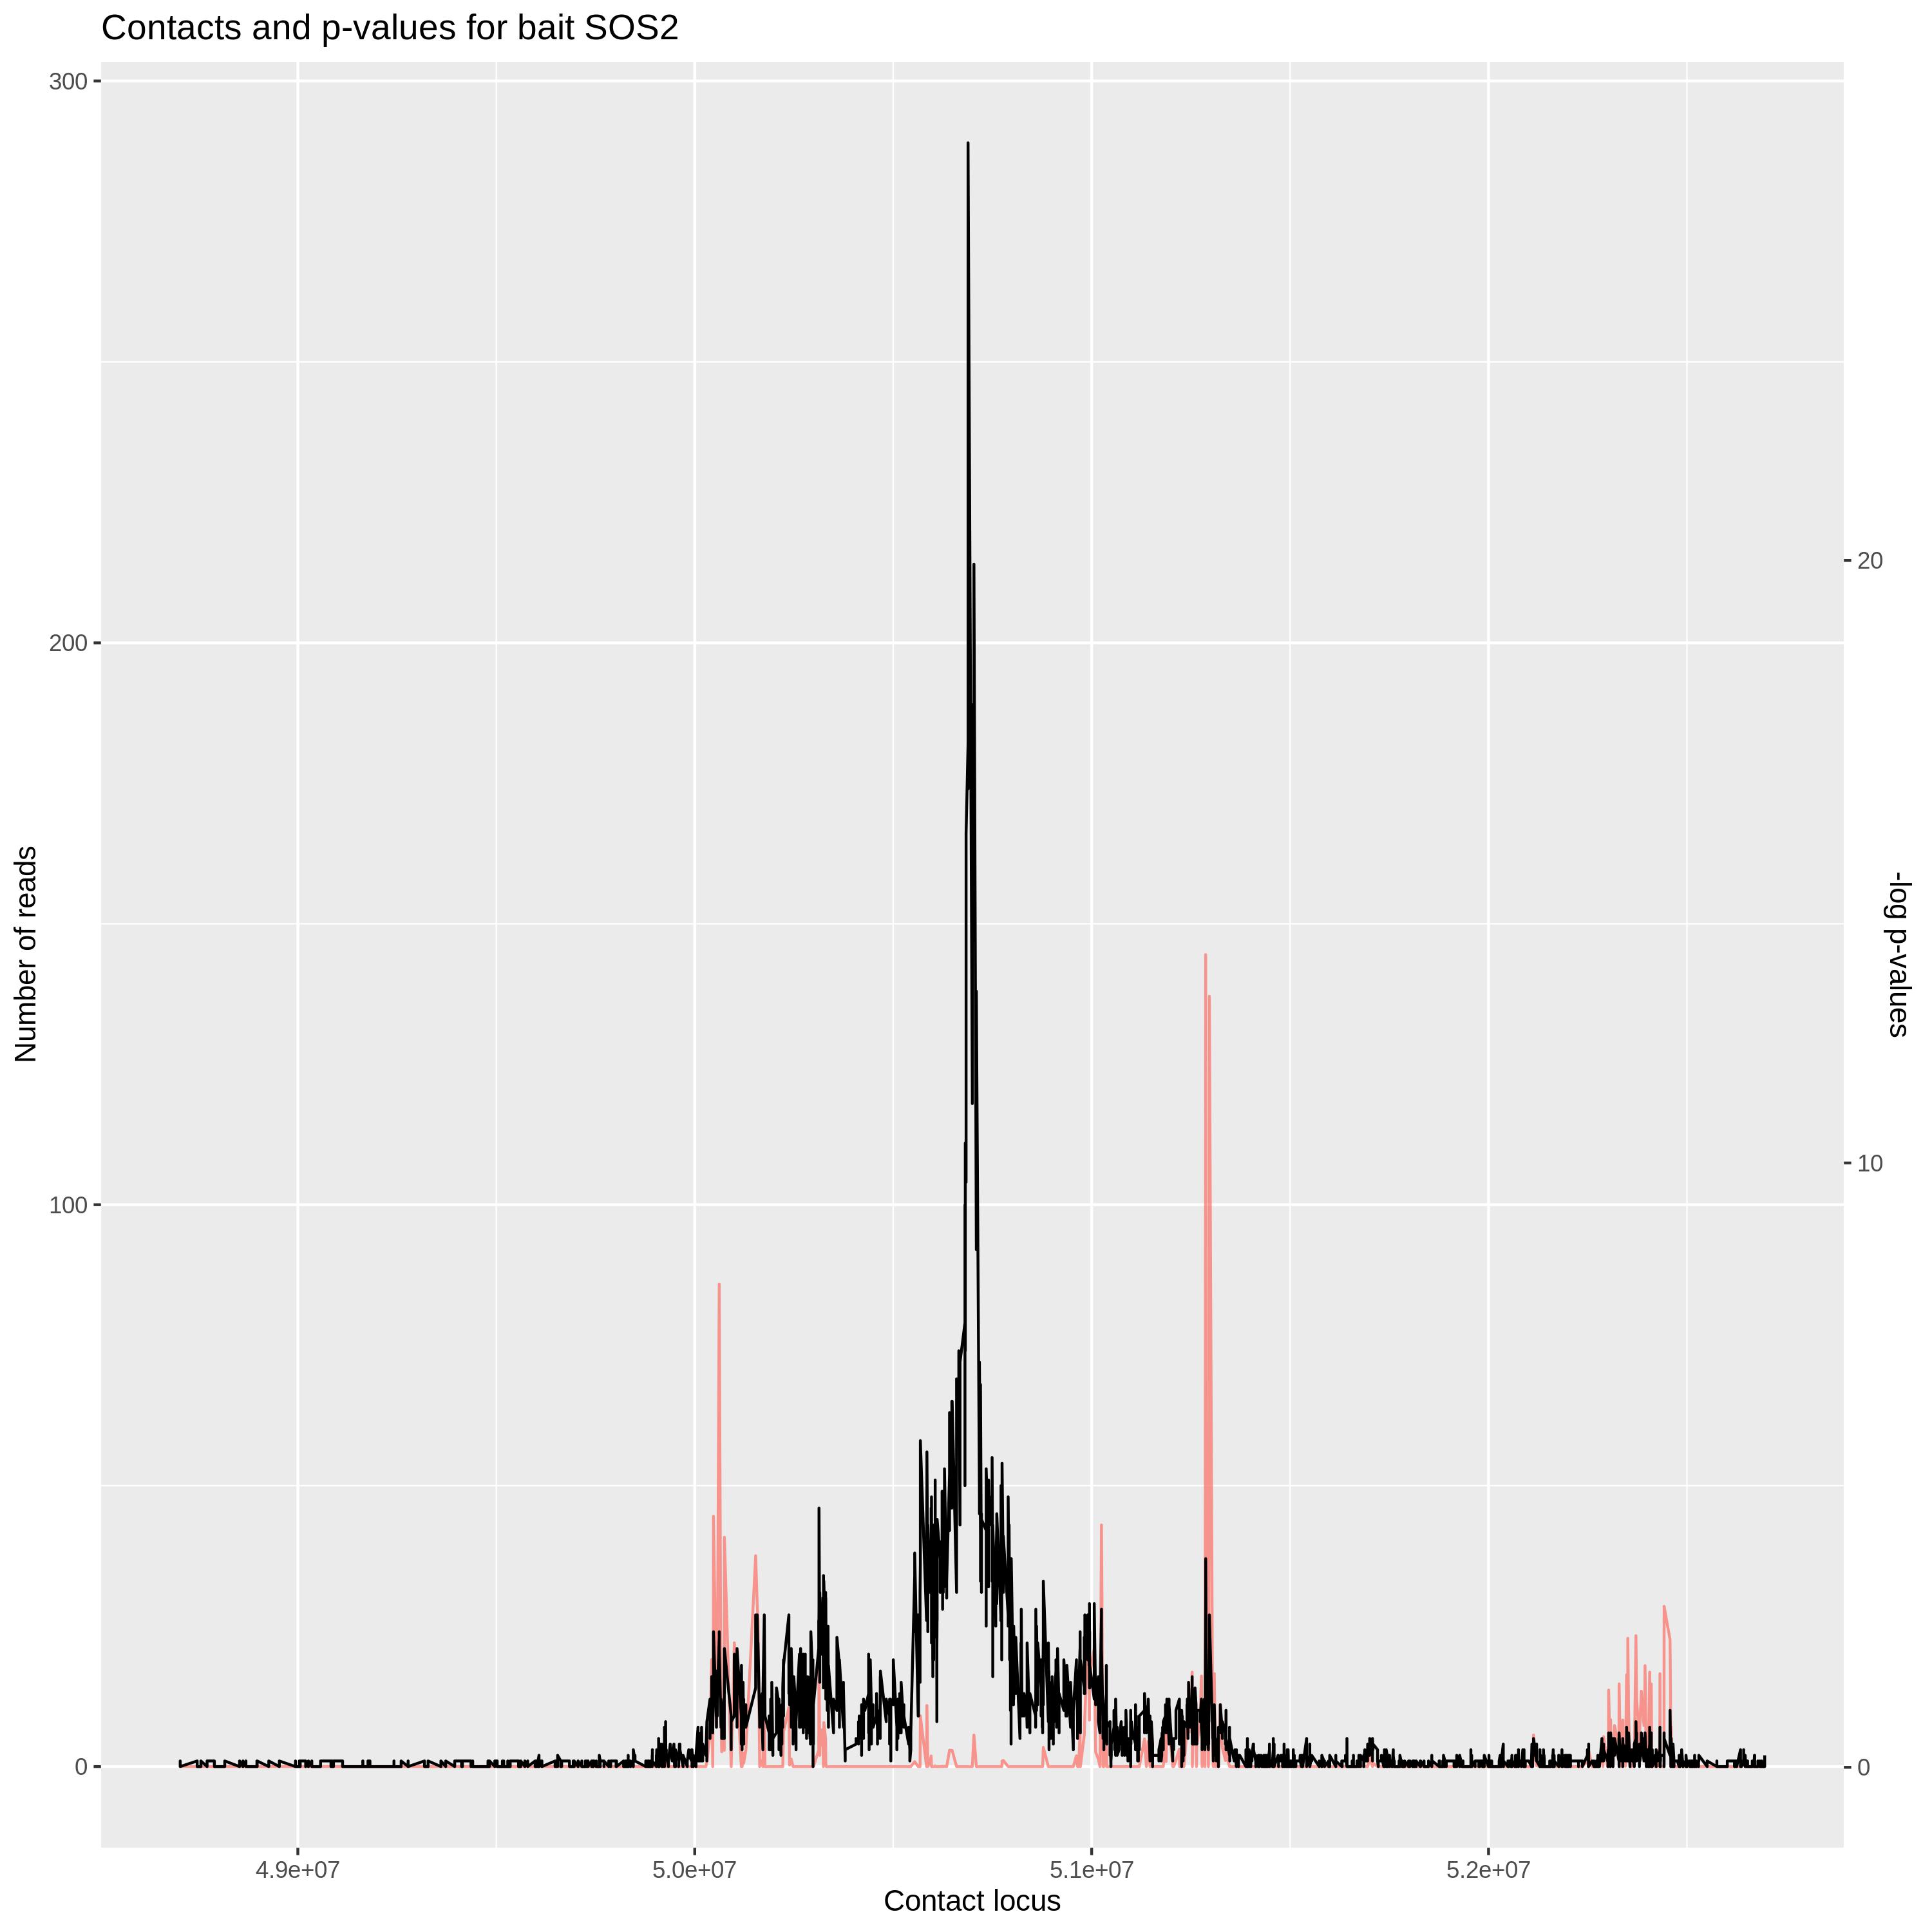 Contacts and p-values for bait SOS2
300
200
100
0
Number of reads
20
10
0
-log p-values
4.9e+07 5.0e+07 5.1e+07 5.2e+07
Contact locus